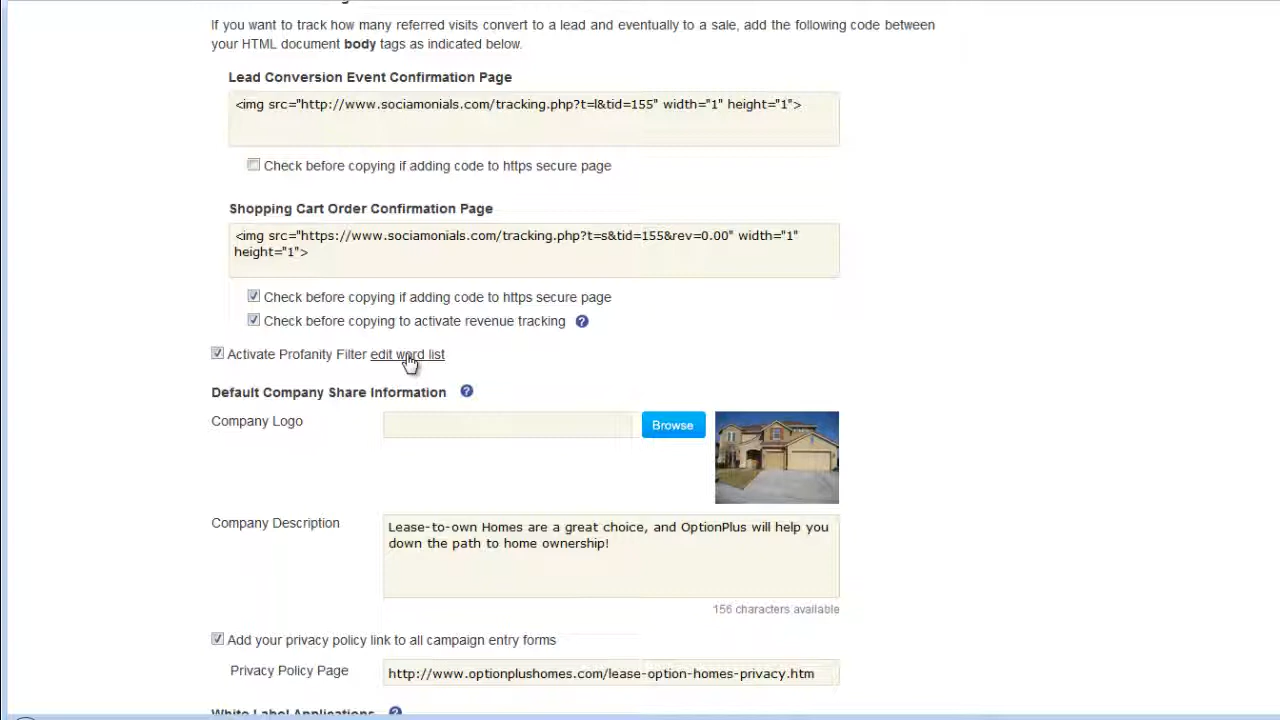 If you want to track how many referred visits convert to a lead and eventually to a sale, add the following code between
your HTML document body tags as indicated below.
Lead Conversion Event Confirmation Page
<img src="http://www.sociamonials.com/tracking.php?t=l&tid=155" width="1" height="1">
Check before copying if adding code to https secure page
Shopping Cart Order Confirmation Page
<img src="https://www.sociamonials.com/tracking.php?t=s&tid=155&rev=0.00" width="1"
height="1">
Check before copying if adding code to https secure page
Check before copying to activate revenue tracking ?
Activate Profanity Filter edit word list
Default Company Share Information ?
Company Logo
Browse
Company Description
Lease-to-own Homes are a great choice, and OptionPlus will help you
down the path to home ownership!
156 characters available
Add your privacy policy link to all campaign entry forms
Privacy Policy Page
http://www.optionplushomes.com/lease-option-homes-privacy.htm
White Label Applications ?